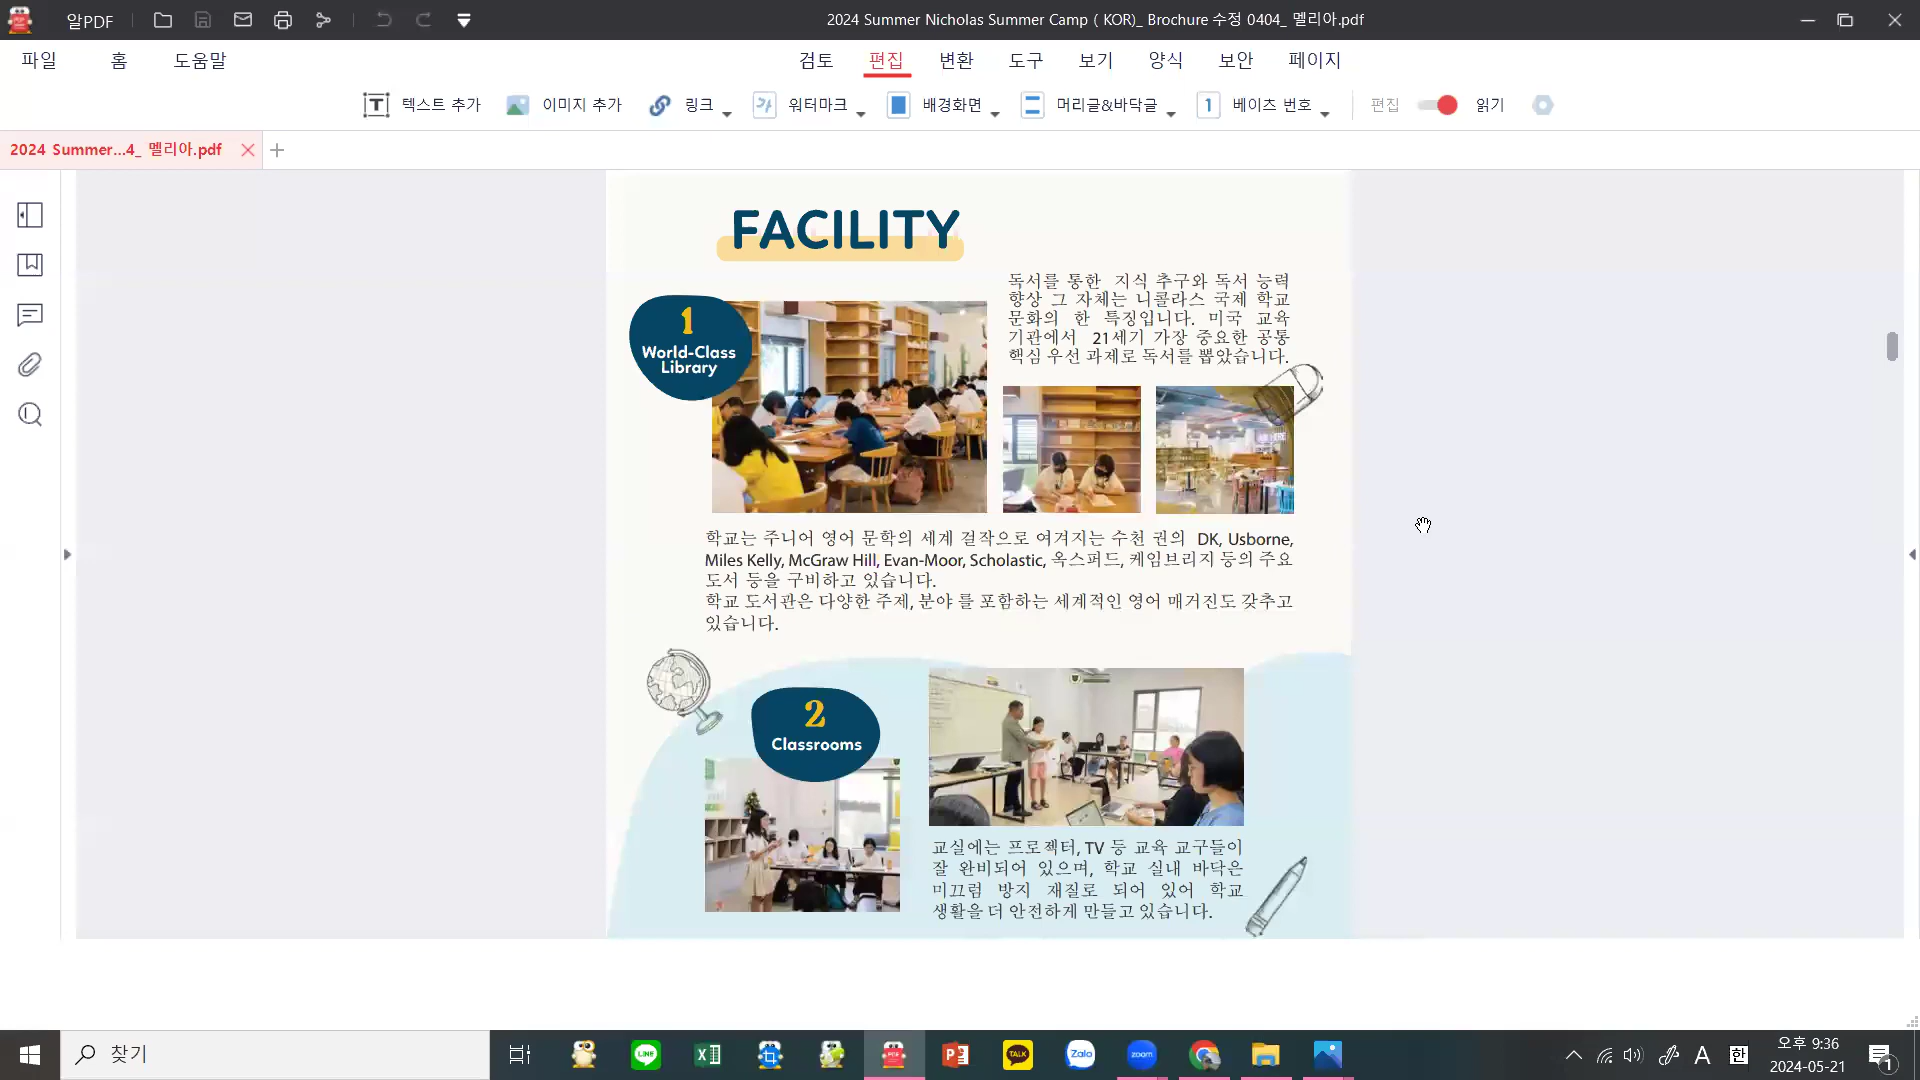 알PDF
2024 Summer Nicholas Summer Camp ( KOR)_ Brochure 수정 0404_ 멜리아.pdf
파일 홈 도움말 검토 편집 변환 도구 보기 양식 보안 페이지
텍스트 추가 이미지 추가 링크 워터마크 배경화면 머리글&바닥글 베이츠 번호 편집 읽기
2024 Summer...4_ 멜리아.pdf
FACILITY
독서를 통한 지식 추구와 독서 능력
향상 그 자체는 니콜라스 국제 학교
문화의 한 특징입니다. 미국 교육
기관에서 21세기 가장 중요한 공통
핵심 우선 과제로 독서를 뽑았습니다.
1
World-Class
Library
학교는 주니어 영어 문학의 세계 걸작으로 여겨지는 수천 권의 DK, Usborne,
Miles Kelly, McGraw Hill, Evan-Moor, Scholastic, 옥스퍼드, 케임브리지 등의 주요
도서 등을 구비하고 있습니다.
학교 도서관은 다양한 주제, 분야 를 포함하는 세계적인 영어 매거진도 갖추고
있습니다.
2
Classrooms
교실에는 프로젝터, TV 등 교육 교구들이
잘 완비되어 있으며, 학교 실내 바닥은
미끄럼 방지 재질로 되어 있어 학교
생활을 더 안전하게 만들고 있습니다.
찾기
LINE
PDF
TALK
Zalo
zoom
A 한
오후 9:36
2024-05-21
1